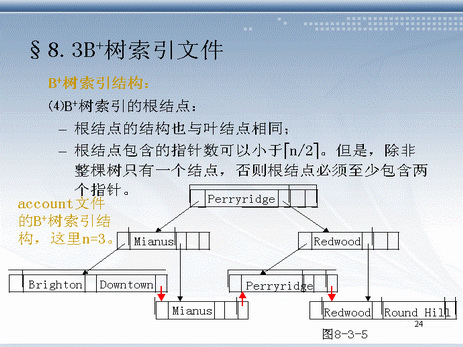 §8.3B⁺树索引文件
B⁺树索引结构：
⑷B⁺树索引的根结点：
– 根结点的结构也与叶结点相同；
– 根结点包含的指针数可以小于⌈n/2⌉。但是，除非
整棵树只有一个结点，否则根结点必须至少包含两
个指针。
account文件
的B⁺树索引结
构，这里n=3。
Perryridge
Mianus
Redwood
Brighton
Downtown
Perryridge
Mianus
Redwood
Round Hill
24
图8-3-5